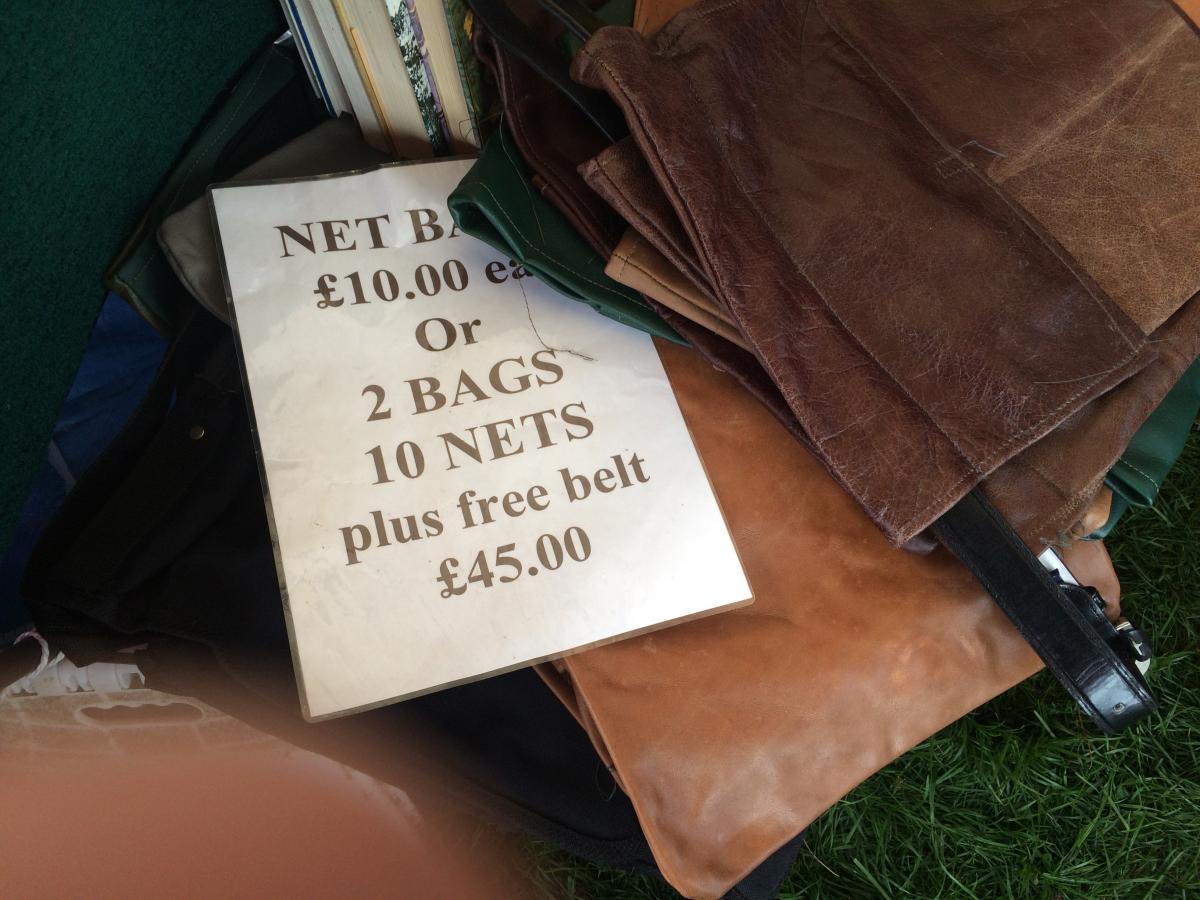 NET BA
£10.00 ea
Or
2 BAGS
10 NETS
plus free belt
£45.00